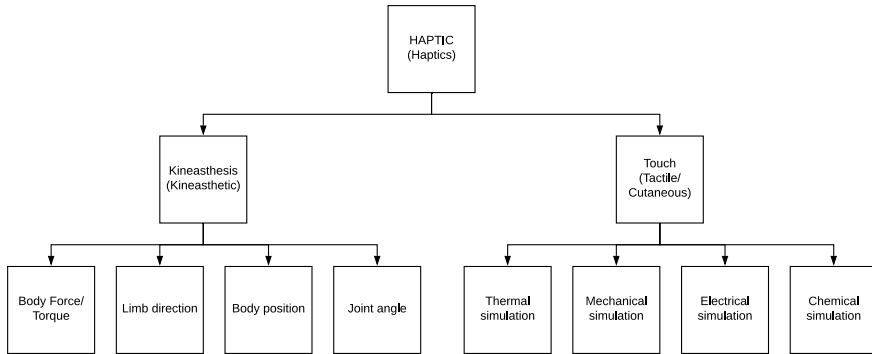 HAPTIC
(Haptics)
Kineasthesis
(Kineasthetic)
Touch
(Tactile/
Cutaneous)
Body Force/
Torque
Limb direction
Body position
Joint angle
Thermal
simulation
Mechanical
simulation
Electrical
simulation
Chemical
simulation